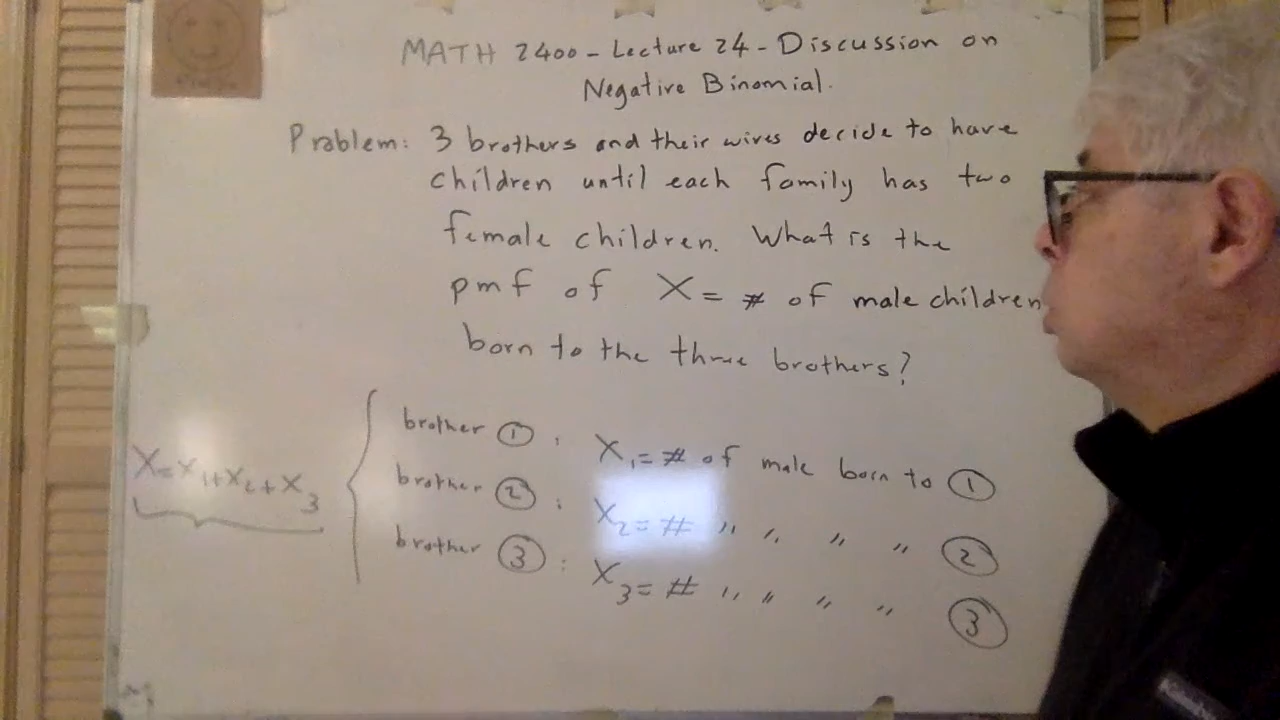 MATH 2400 - Lecture 24 - Discussion on
Negative Binomial.
Problem: 3 brothers and their wives decide to have
children until each family has two
female children. What is the
pmf of X = # of male children
born to the three brothers?
brother ① : X₁ = # of male born to ①
brother ② : X₂ = # " " " " ②
brother ③ : X₃ = # " " " " ③
X = X₁ + X₂ + X₃